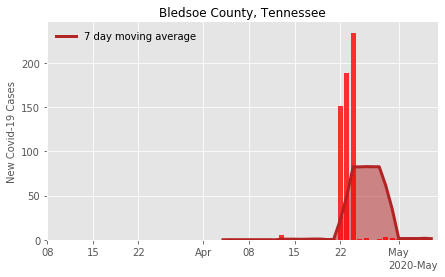 Bledsoe County, Tennessee
7 day moving average
New Covid-19 Cases
200
150
100
50
0
08 15 22 Apr 08 15 22 May
2020-May